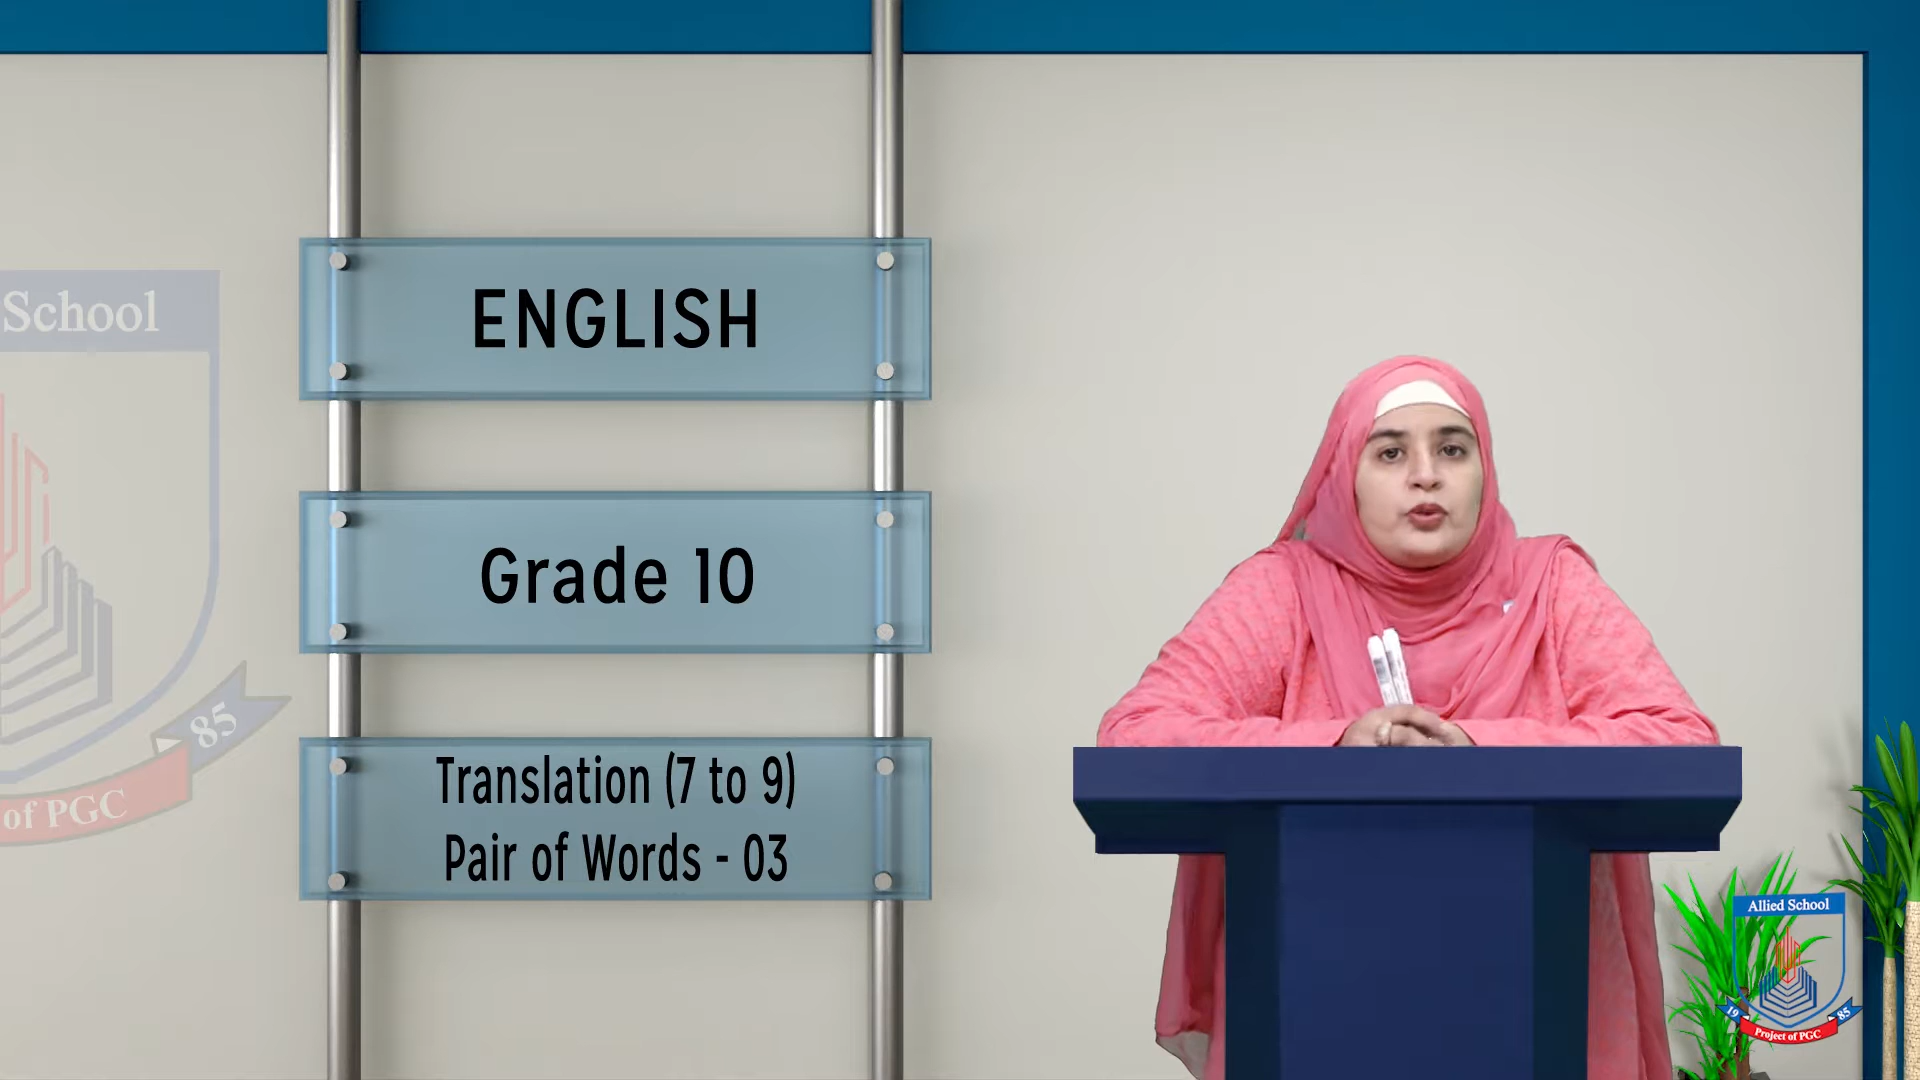 School
85
of PGC
ENGLISH
Grade 10
Translation (7 to 9)
Pair of Words - 03
Allied School
19 85
Project of PGC